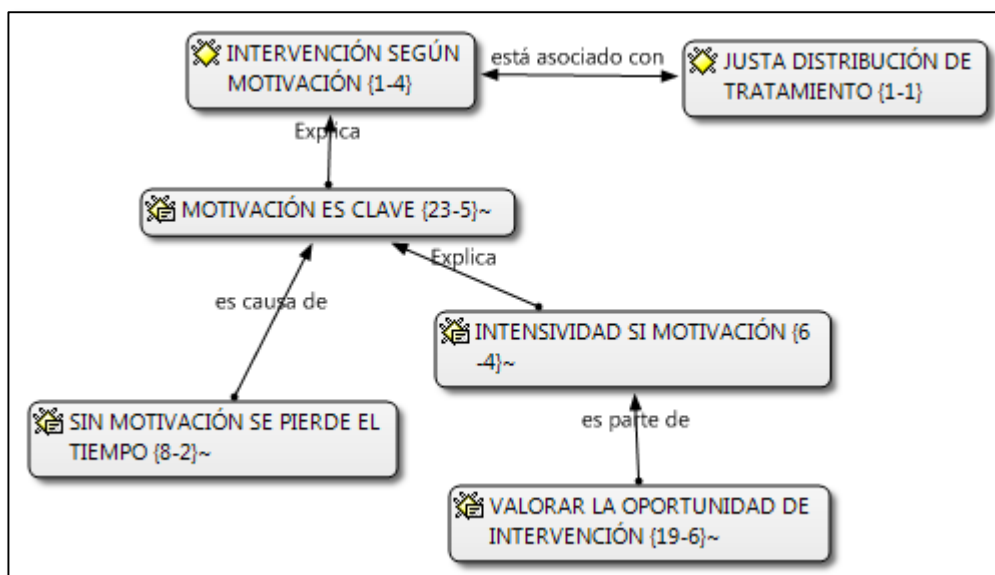 INTERVENCIÓN SEGÚN
MOTIVACIÓN {1-4}
está asociado con
JUSTA DISTRIBUCIÓN DE
TRATAMIENTO {1-1}
Explica
MOTIVACIÓN ES CLAVE {23-5}~
Explica
es causa de
INTENSIVIDAD SI MOTIVACIÓN {6
-4}~
SIN MOTIVACIÓN SE PIERDE EL
TIEMPO {8-2}~
es parte de
VALORAR LA OPORTUNIDAD DE
INTERVENCIÓN {19-6}~